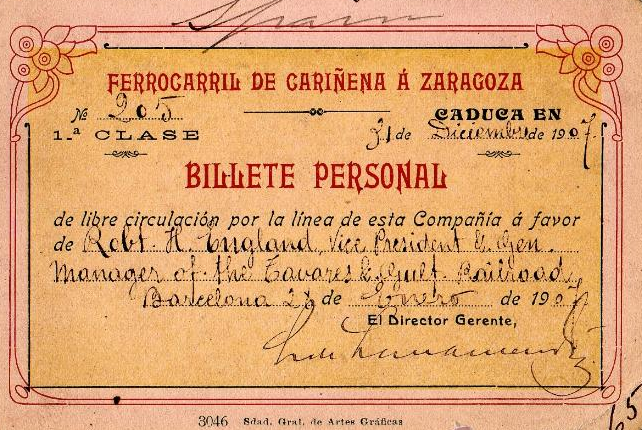 Spain
FERROCARRIL DE CARIÑENA Á ZARAGOZA
Nº 205
CADUCA EN
1.ª CLASE
31 de Diciembre de 1907.
BILLETE PERSONAL
de libre circulación por la línea de esta Compañía á favor
de Robt. H. England, Vice President & Gen.
Manager of the Tavares & Gulf Railroad,
Barcelona de Enero de 1907
El Director Gerente,
3046 Sdad. Gral. de Artes Gráficas
65